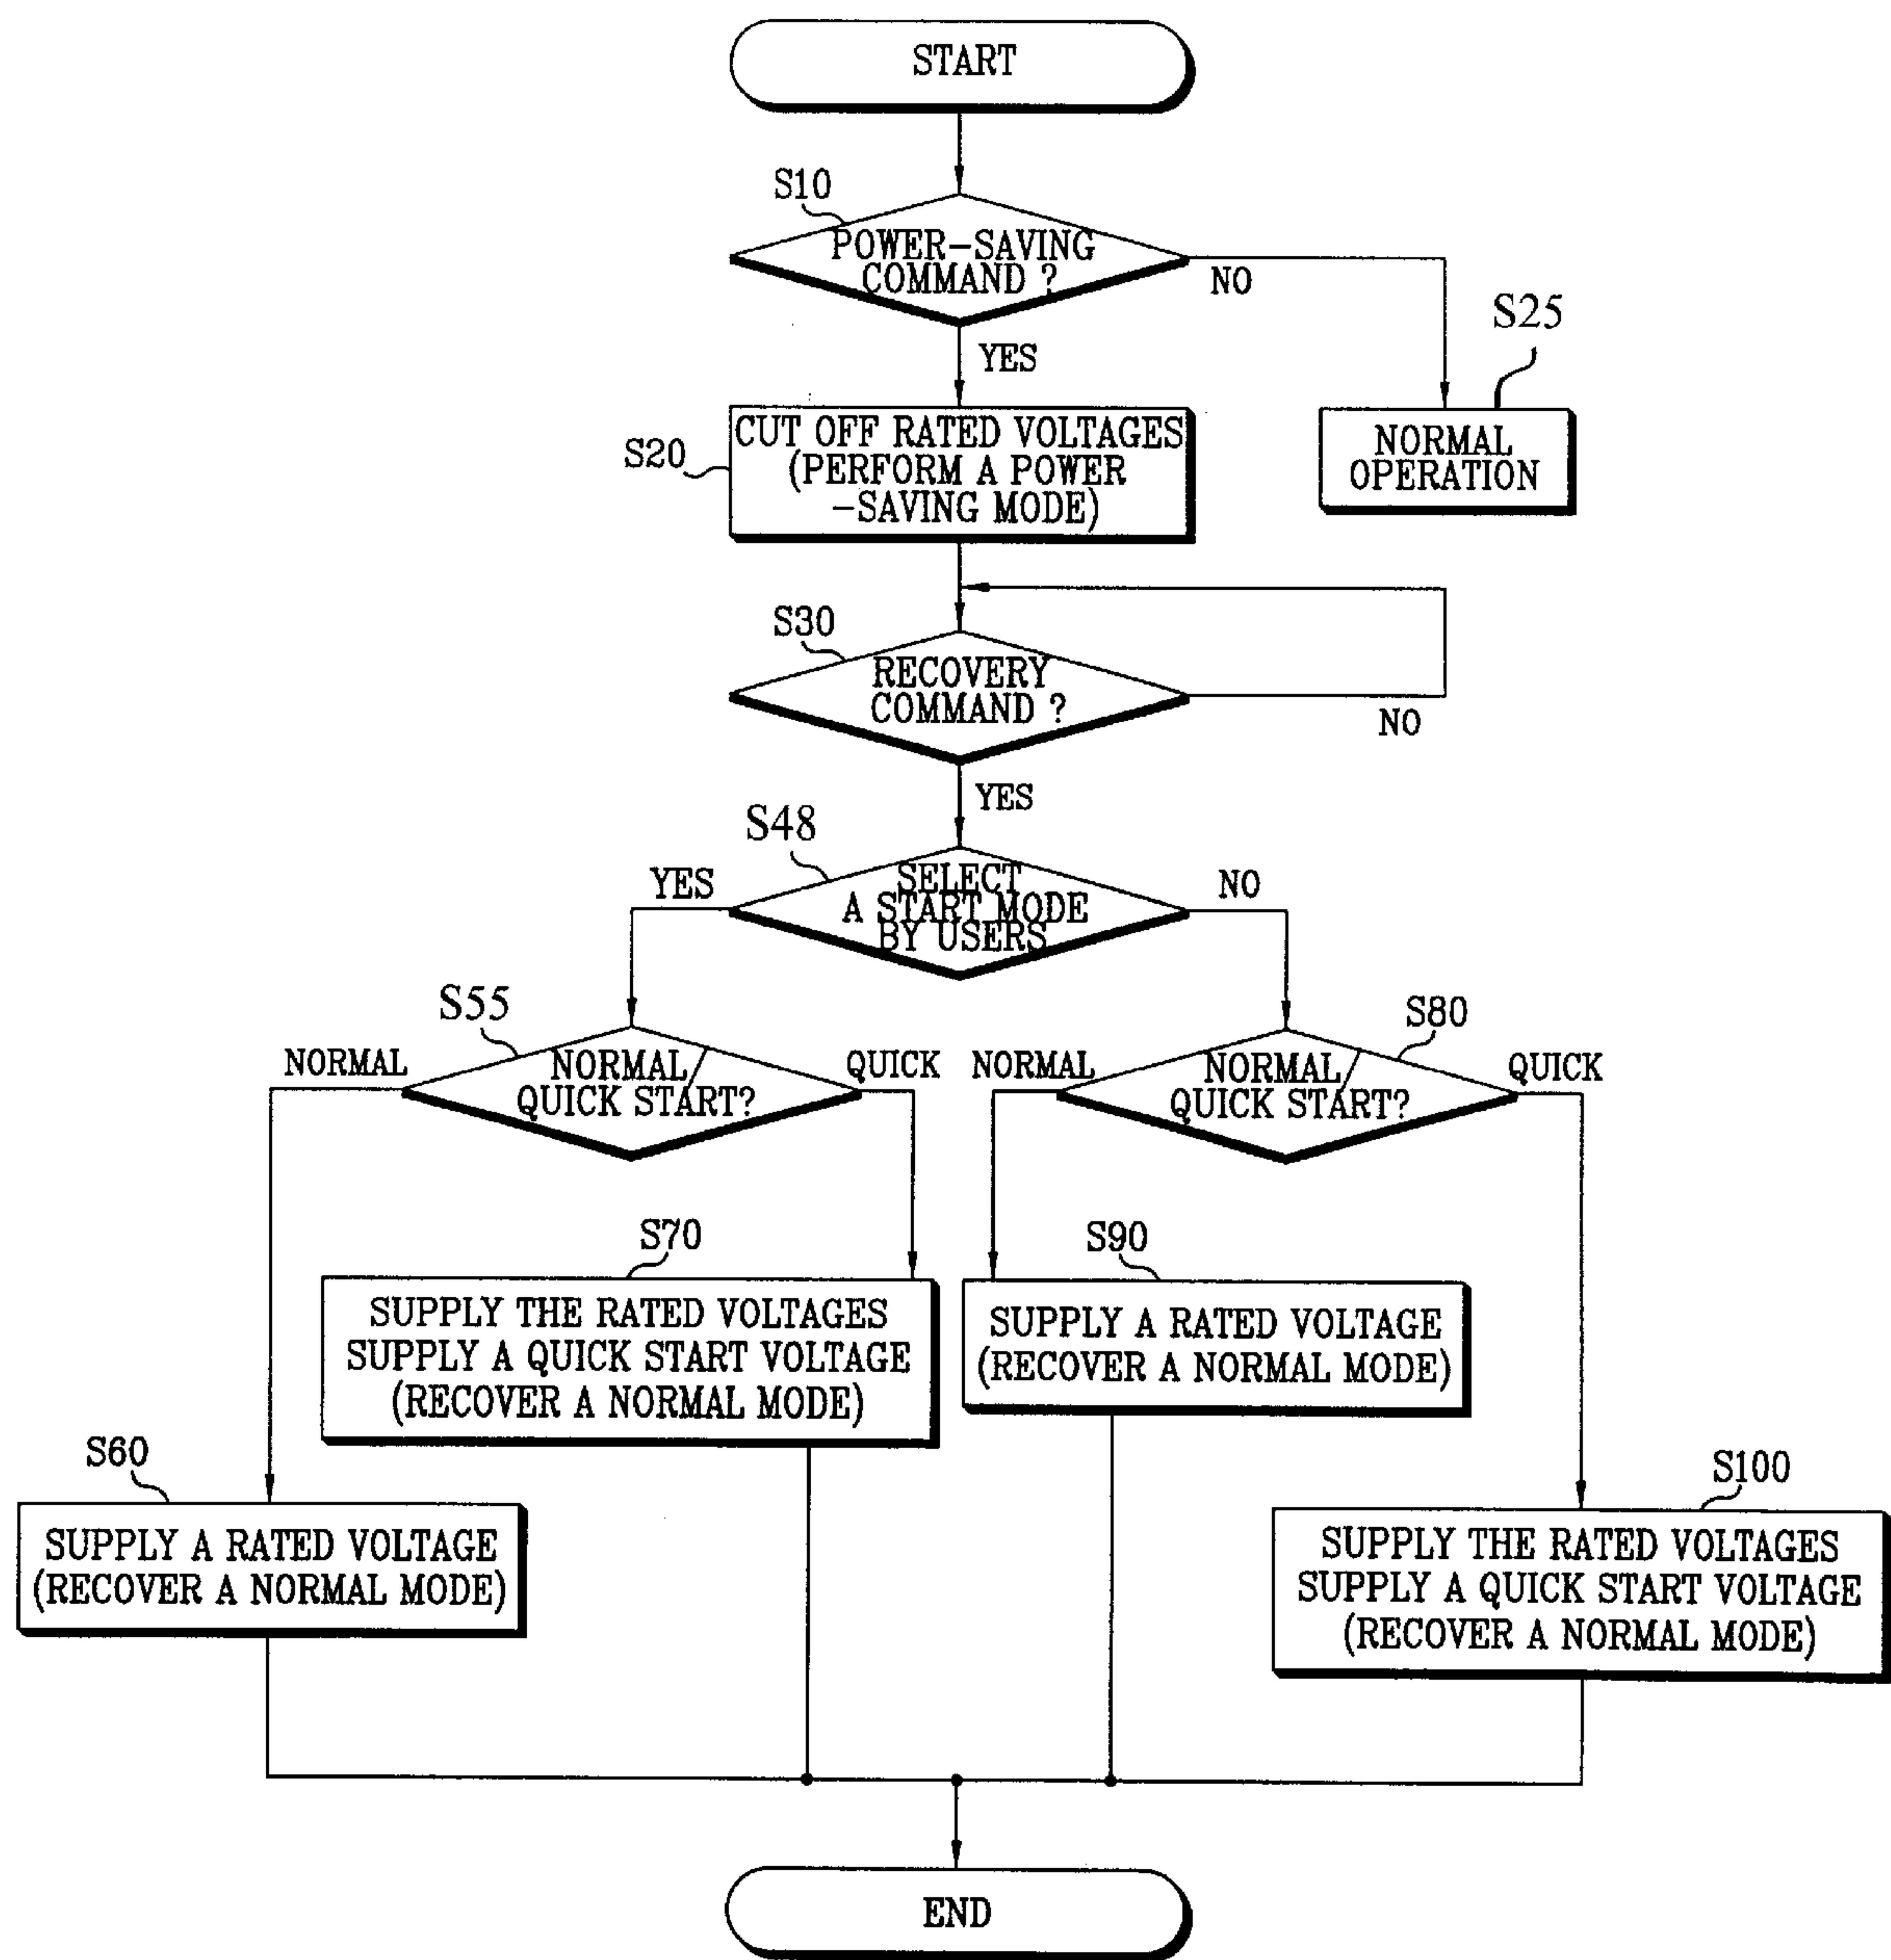 START
S10
POWER-SAVING
COMMAND ?
NO
YES
S25
NORMAL
OPERATION
S20
CUT OFF RATED VOLTAGES
(PERFORM A POWER
-SAVING MODE)
S30
RECOVERY
COMMAND ?
NO
YES
S48
YES
SELECT
A START MODE
BY USERS
NO
S55
NORMAL
NORMAL /
QUICK START?
QUICK
S80
NORMAL
NORMAL /
QUICK START?
QUICK
S70
SUPPLY THE RATED VOLTAGES
SUPPLY A QUICK START VOLTAGE
(RECOVER A NORMAL MODE)
S90
SUPPLY A RATED VOLTAGE
(RECOVER A NORMAL MODE)
S60
SUPPLY A RATED VOLTAGE
(RECOVER A NORMAL MODE)
S100
SUPPLY THE RATED VOLTAGES
SUPPLY A QUICK START VOLTAGE
(RECOVER A NORMAL MODE)
END